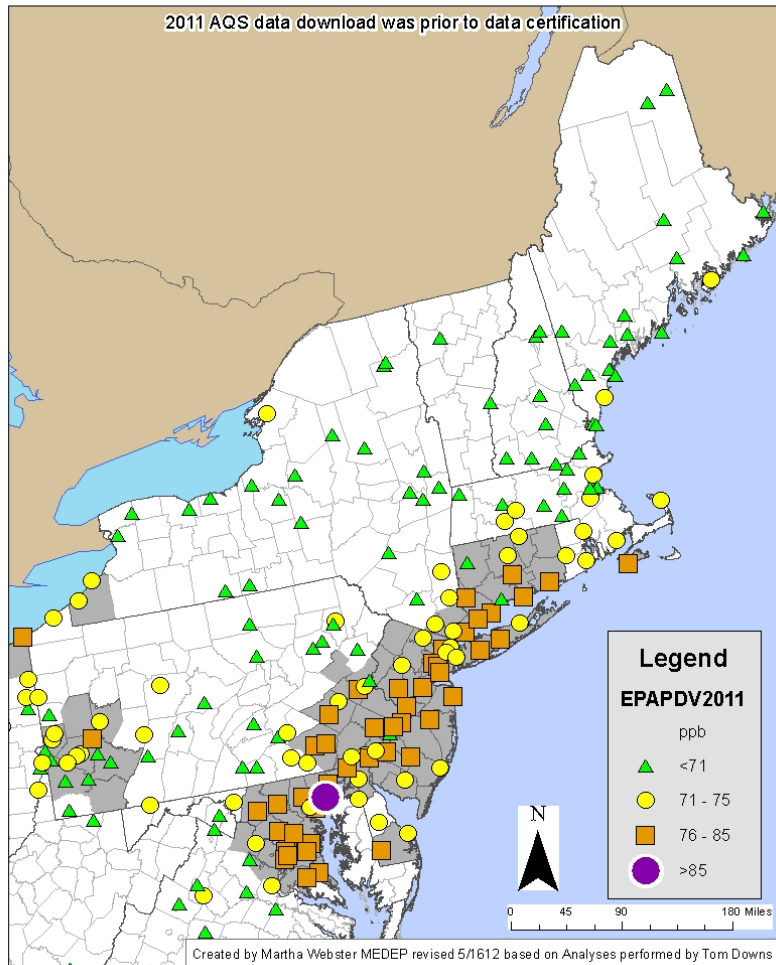 2011 AQS data download was prior to data certification
Legend
EPAPDV2011
ppb
<71
71 - 75
76 - 85
>85
N
0 45 90 180 Miles
Created by Martha Webster MEDEP revised 5/1612 based on Analyses performed by Tom Downs